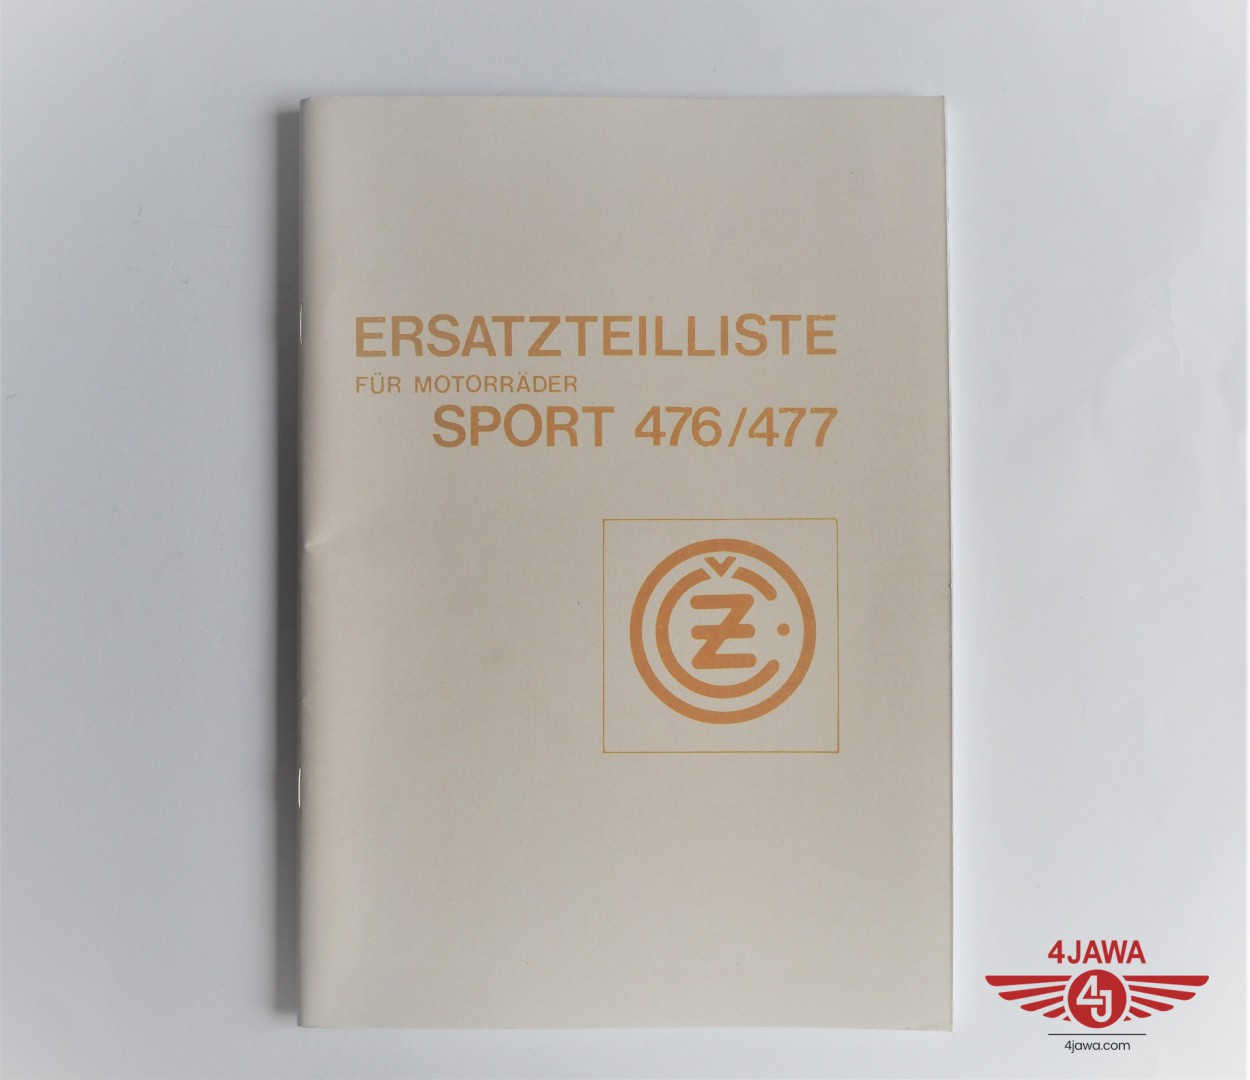 ERSATZTEILLISTE
FÜR MOTORRÄDER
SPORT 476/477
ČZ
4JAWA
4J
4jawa.com